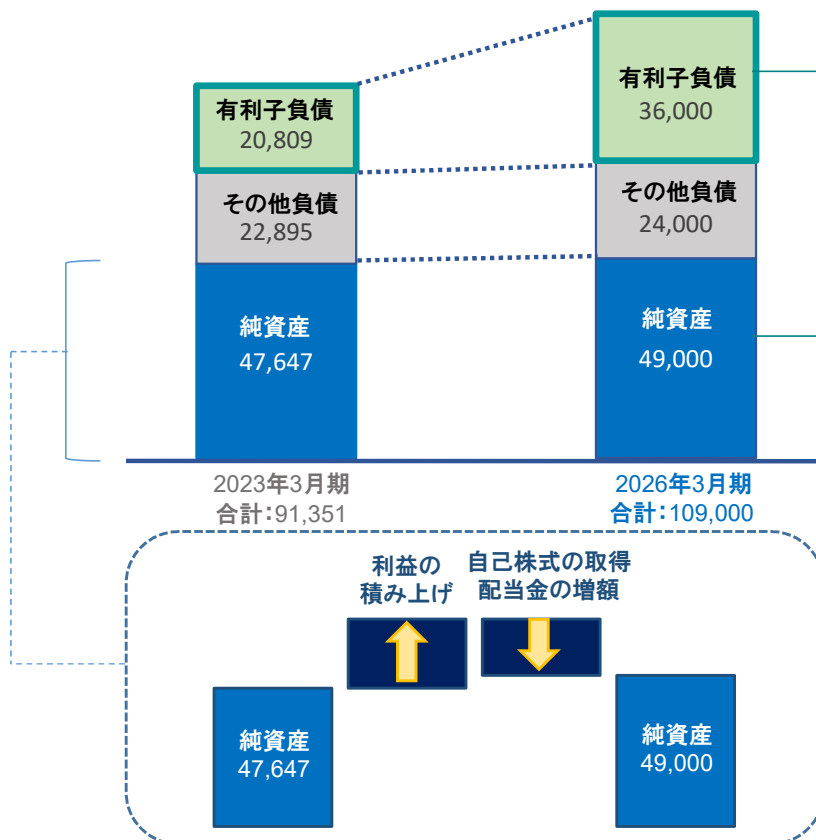 有利子負債
20,809
その他負債
22,895
純資産
47,647
2023年3月期
合計：91,351
有利子負債
36,000
その他負債
24,000
純資産
49,000
2026年3月期
合計：109,000
利益の
積み上げ
自己株式の取得
配当金の増額
純資産
47,647
純資産
49,000